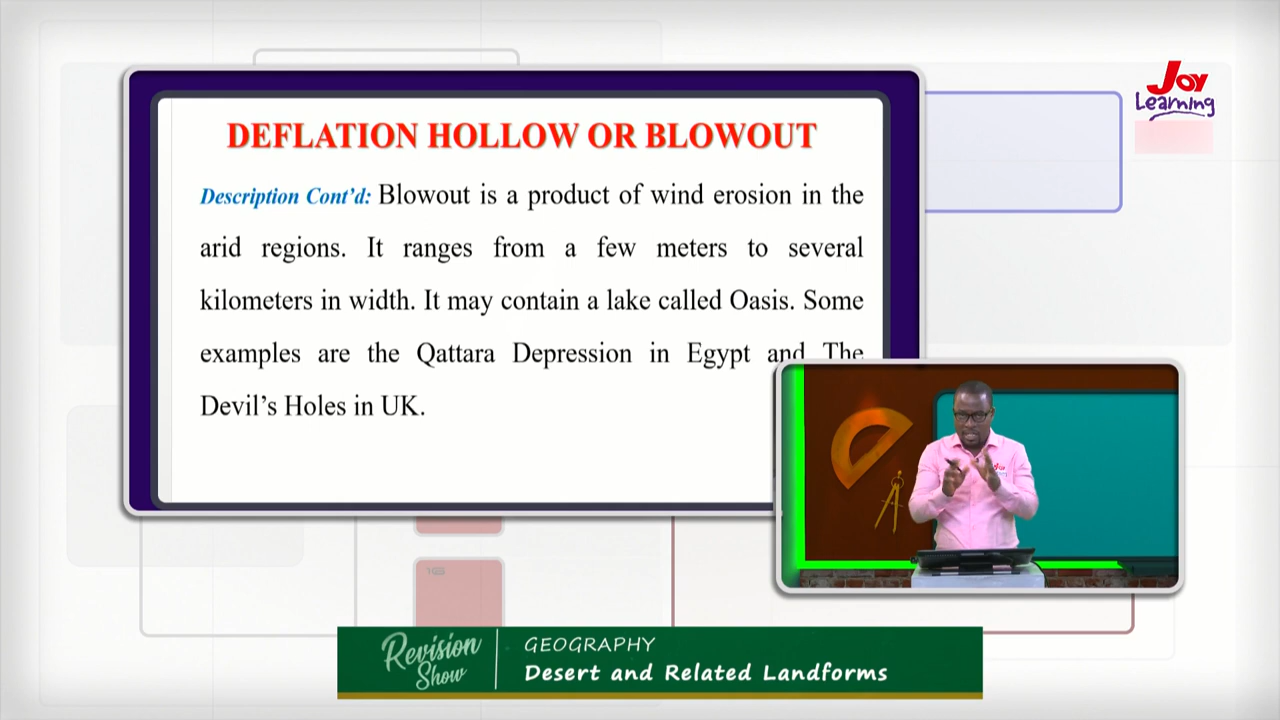 Joy
Learning
DEFLATION HOLLOW OR BLOWOUT
Description Cont’d: Blowout is a product of wind erosion in the
arid regions. It ranges from a few meters to several
kilometers in width. It may contain a lake called Oasis. Some
examples are the Qattara Depression in Egypt and The
Devil’s Holes in UK.
Revision
Show
GEOGRAPHY
Desert and Related Landforms